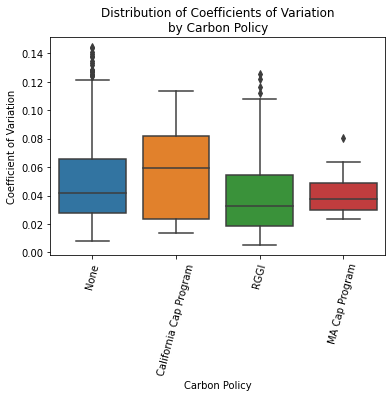 Distribution of Coefficients of Variation
by Carbon Policy
Coefficient of Variation
0.14
0.12
0.10
0.08
0.06
0.04
0.02
0.00
None
California Cap Program
RGGI
MA Cap Program
Carbon Policy